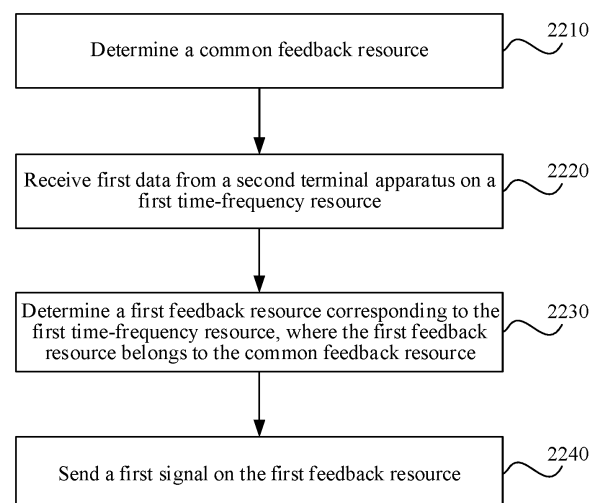 2210
Determine a common feedback resource
2220
Receive first data from a second terminal apparatus on a
first time-frequency resource
2230
Determine a first feedback resource corresponding to the
first time-frequency resource, where the first feedback
resource belongs to the common feedback resource
2240
Send a first signal on the first feedback resource